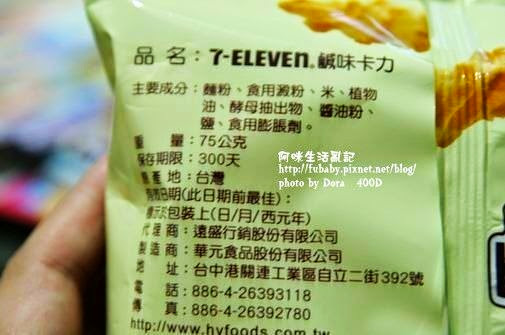 品 名：7-ELEVEN® 鹹味卡力
主要成分：麵粉、食用澱粉、米、植物
油、酵母抽出物、醬油粉、
鹽、食用膨脹劑。
重 量：75公克
保存期限：300天
原產地：台灣
有效日期(此日期前最佳)：
標示於包裝上(日/月/西元年)
代理商：遠盛行銷股份有限公司
製造商：華元食品股份有限公司
地 址：台中港關連工業區自立二街392號
電 話：886-4-26393118
傳 真：886-4-26392780
http://www.hyfoods.com.tw
阿咪生活亂記
http://fubaby.pixnet.net/blog/
photo by Dora 400D